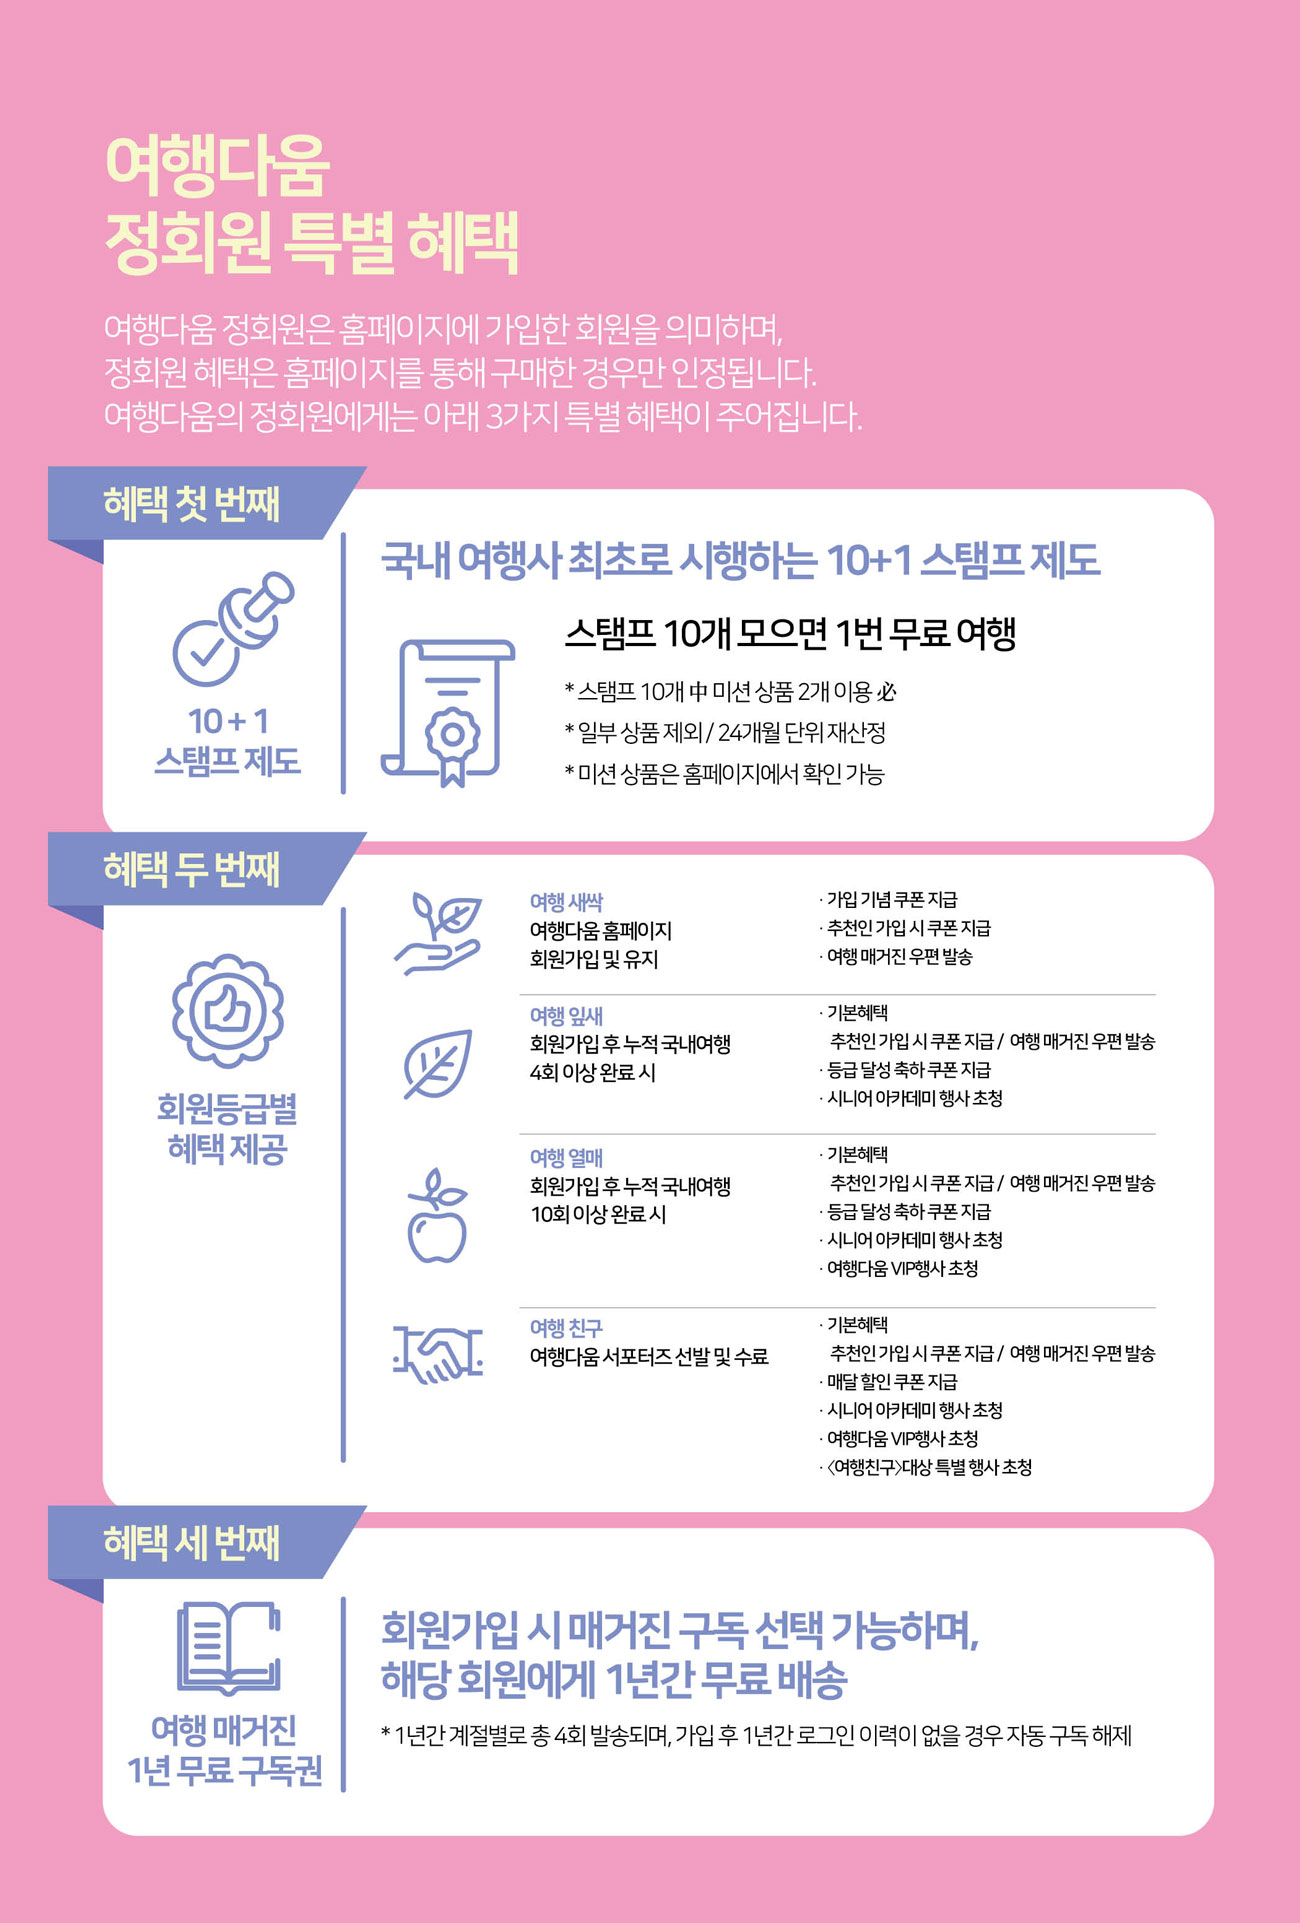 여행다움
정회원 특별 혜택
여행다움 정회원은 홈페이지에 가입한 회원을 의미하며,
정회원 혜택은 홈페이지를 통해 구매한 경우만 인정됩니다.
여행다움의 정회원에게는 아래 3가지 특별 혜택이 주어집니다.
혜택 첫 번째
10 + 1
스탬프 제도
국내 여행사 최초로 시행하는 10+1 스탬프 제도
스탬프 10개 모으면 1번 무료 여행
* 스탬프 10개 中 미션 상품 2개 이용 必
* 일부 상품 제외 / 24개월 단위 재산정
* 미션 상품은 홈페이지에서 확인 가능
혜택 두 번째
회원등급별
혜택 제공
여행 새싹
여행다움 홈페이지
회원가입 및 유지
· 가입 기념 쿠폰 지급
· 추천인 가입 시 쿠폰 지급
· 여행 매거진 우편 발송
여행 잎새
회원가입 후 누적 국내여행
4회 이상 완료 시
· 기본혜택
추천인 가입 시 쿠폰 지급 / 여행 매거진 우편 발송
· 등급 달성 축하 쿠폰 지급
· 시니어 아카데미 행사 초청
여행 열매
회원가입 후 누적 국내여행
10회 이상 완료 시
· 기본혜택
추천인 가입 시 쿠폰 지급 / 여행 매거진 우편 발송
· 등급 달성 축하 쿠폰 지급
· 시니어 아카데미 행사 초청
· 여행다움 VIP행사 초청
여행 친구
여행다움 서포터즈 선발 및 수료
· 기본혜택
추천인 가입 시 쿠폰 지급 / 여행 매거진 우편 발송
· 매달 할인 쿠폰 지급
· 시니어 아카데미 행사 초청
· 여행다움 VIP행사 초청
· 〈여행친구〉대상 특별 행사 초청
혜택 세 번째
여행 매거진
1년 무료 구독권
회원가입 시 매거진 구독 선택 가능하며,
해당 회원에게 1년간 무료 배송
* 1년간 계절별로 총 4회 발송되며, 가입 후 1년간 로그인 이력이 없을 경우 자동 구독 해제